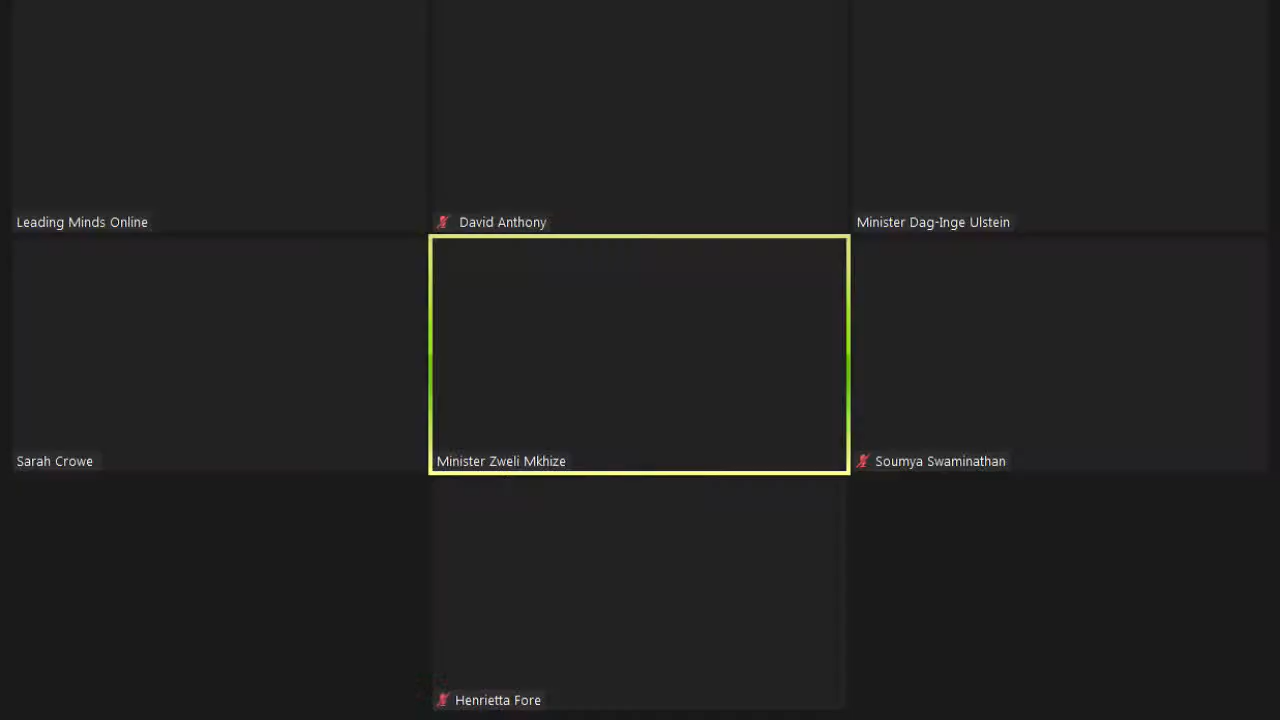 Leading Minds Online
David Anthony
Minister Dag-Inge Ulstein
Sarah Crowe
Minister Zweli Mkhize
Soumya Swaminathan
Henrietta Fore